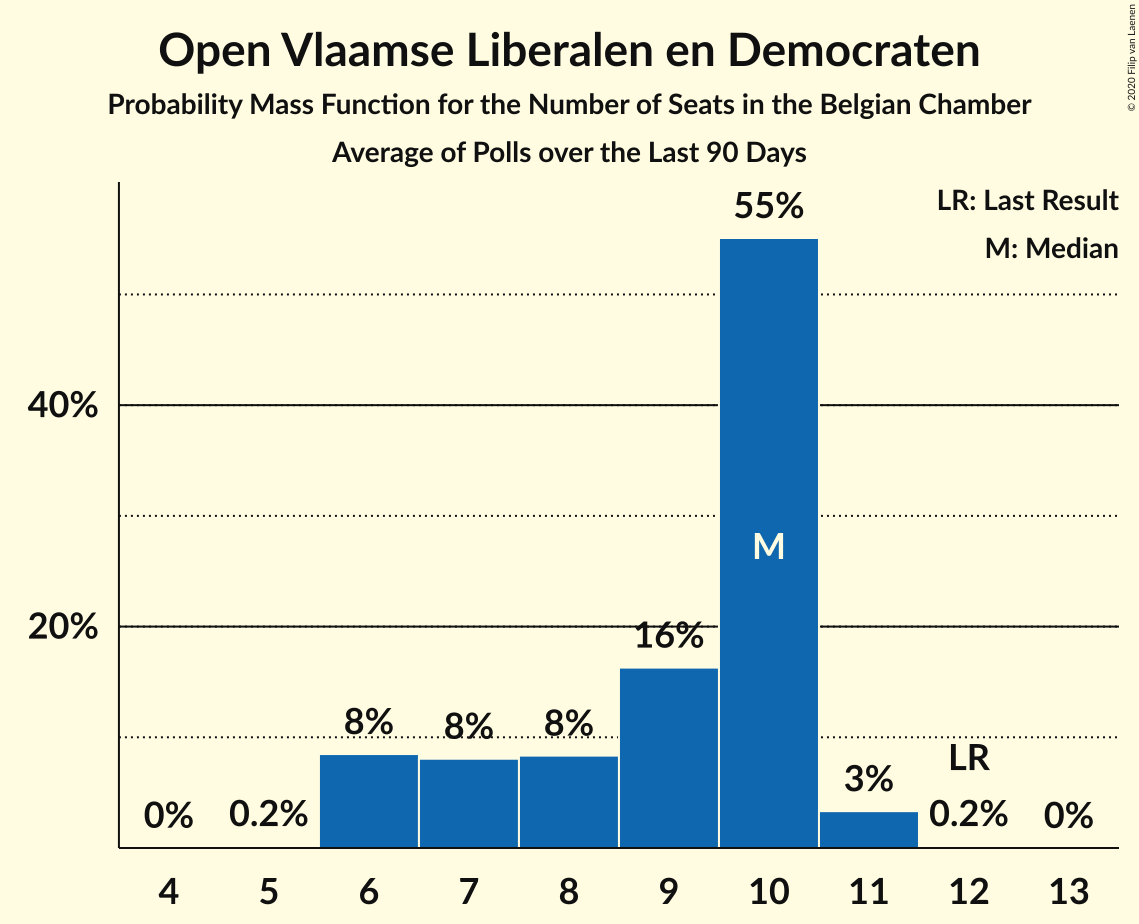 Open Vlaamse Liberalen en Democraten
Probability Mass Function for the Number of Seats in the Belgian Chamber
Average of Polls over the Last 90 Days
© 2020 Filip van Laenen
LR: Last Result
M: Median
55%
40%
M
20%
16%
8% 8% 8%
LR
3%
0% 0.2% 0.2% 0%
4 5 6 7 8 9 10 11 12 13